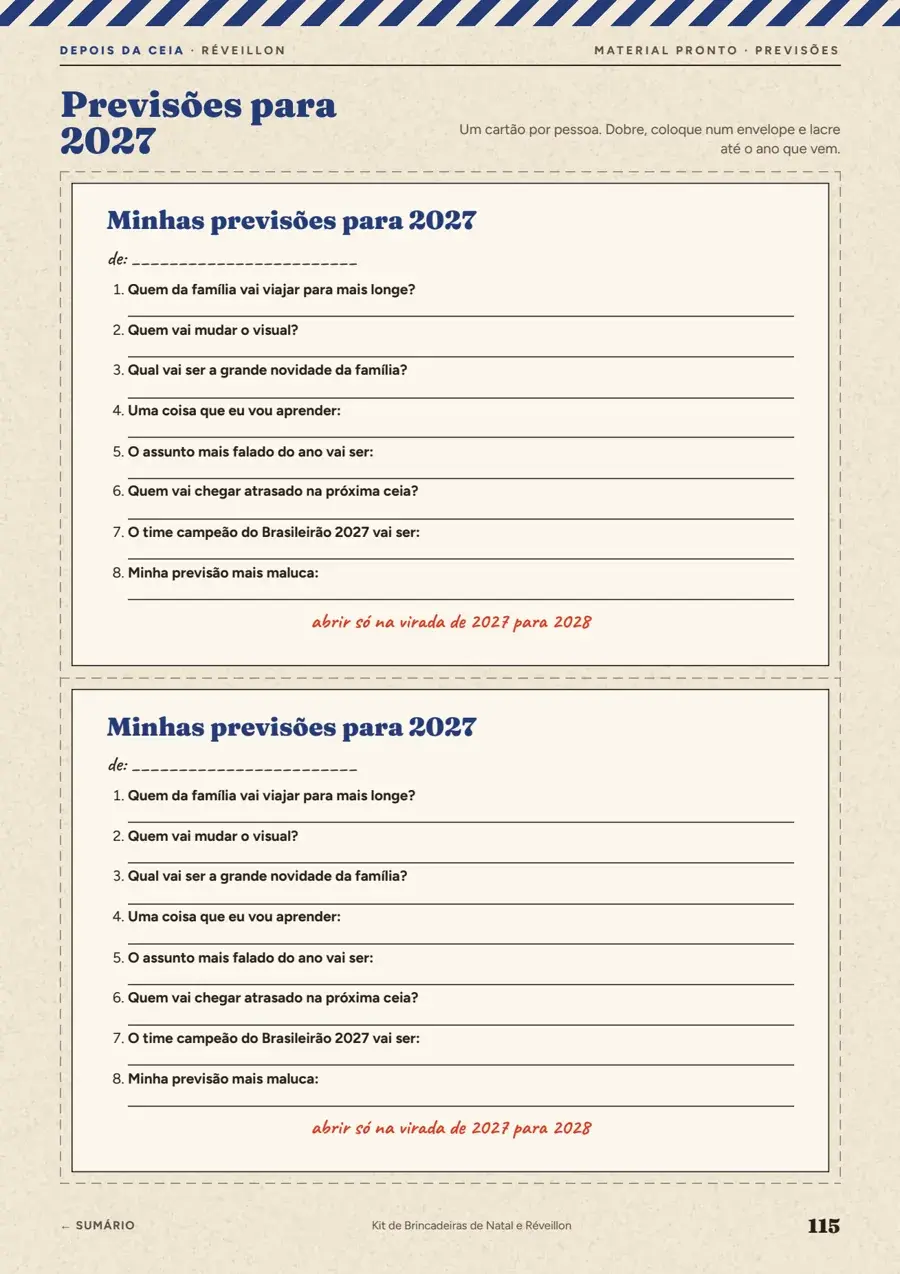 DEPOIS DA CEIA · RÉVEILLON
MATERIAL PRONTO · PREVISÕES
Previsões para
2027
Um cartão por pessoa. Dobre, coloque num envelope e lacre
até o ano que vem.
Minhas previsões para 2027
de: ________________________
1. Quem da família vai viajar para mais longe?
2. Quem vai mudar o visual?
3. Qual vai ser a grande novidade da família?
4. Uma coisa que eu vou aprender:
5. O assunto mais falado do ano vai ser:
6. Quem vai chegar atrasado na próxima ceia?
7. O time campeão do Brasileirão 2027 vai ser:
8. Minha previsão mais maluca:
abrir só na virada de 2027 para 2028
Minhas previsões para 2027
de: ________________________
1. Quem da família vai viajar para mais longe?
2. Quem vai mudar o visual?
3. Qual vai ser a grande novidade da família?
4. Uma coisa que eu vou aprender:
5. O assunto mais falado do ano vai ser:
6. Quem vai chegar atrasado na próxima ceia?
7. O time campeão do Brasileirão 2027 vai ser:
8. Minha previsão mais maluca:
abrir só na virada de 2027 para 2028
← SUMÁRIO
Kit de Brincadeiras de Natal e Réveillon
115